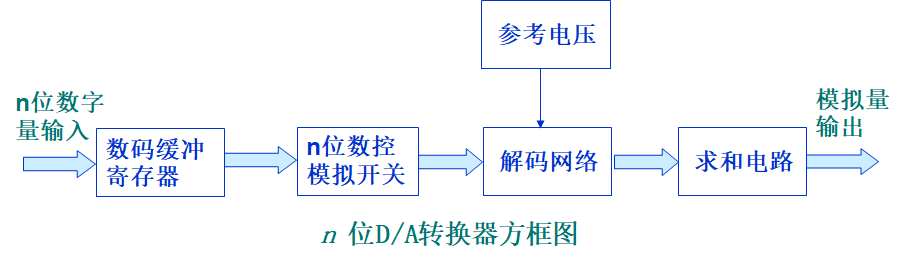 参考电压
n位数字
量输入
数码缓冲
寄存器
n位数控
模拟开关
解码网络
求和电路
模拟量
输出
n 位D/A转换器方框图